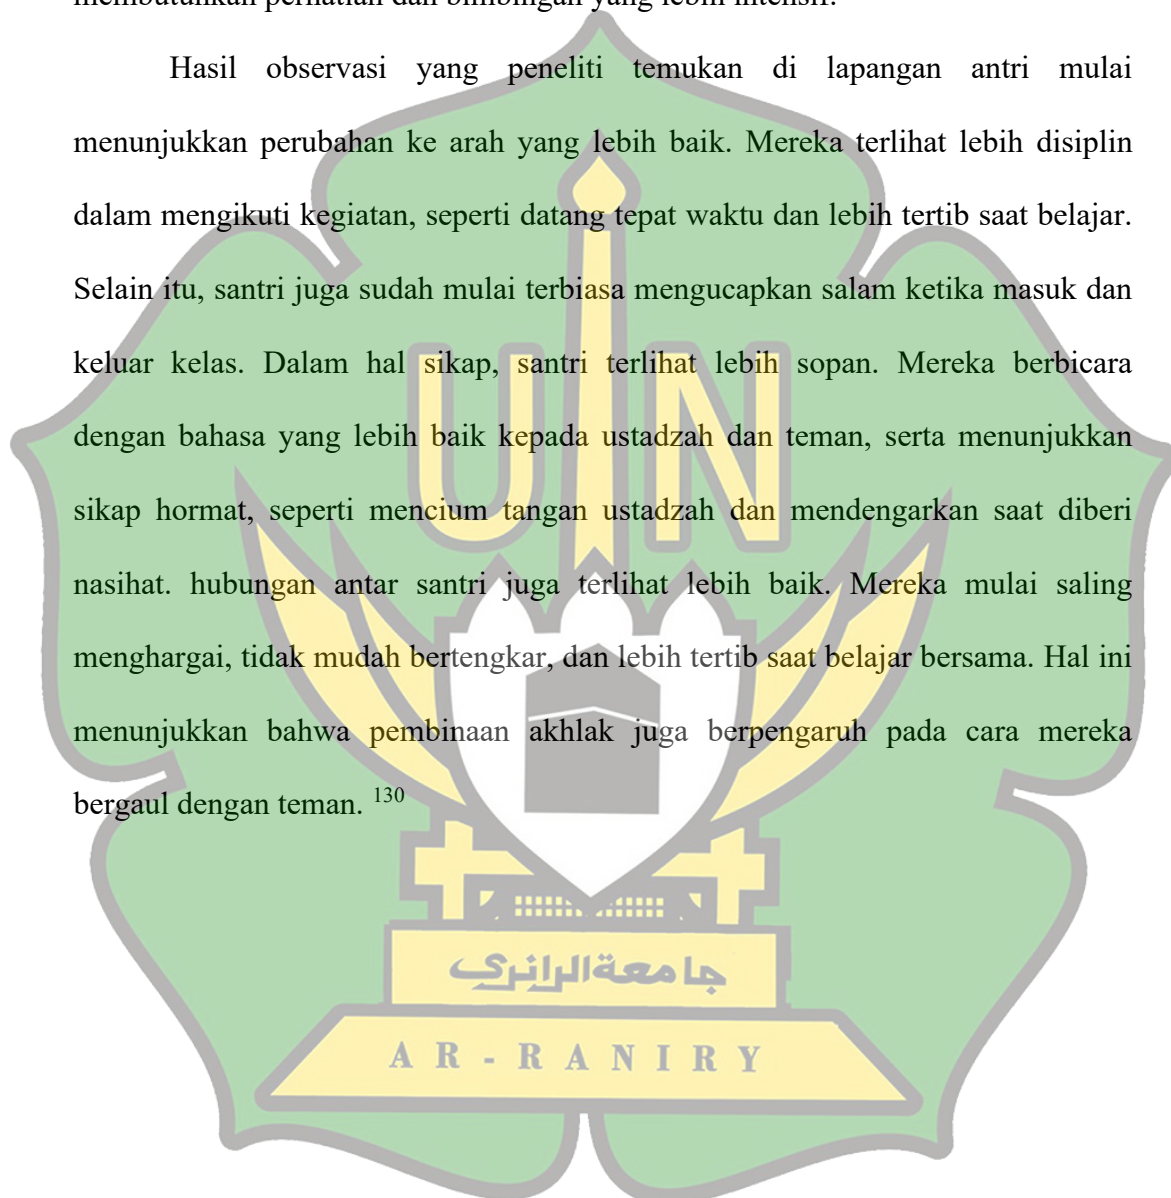 membutuhkan perhatian dan bimbingan yang lebih intensif.
Hasil observasi yang peneliti temukan di lapangan antri mulai
menunjukkan perubahan ke arah yang lebih baik. Mereka terlihat lebih disiplin
dalam mengikuti kegiatan, seperti datang tepat waktu dan lebih tertib saat belajar.
Selain itu, santri juga sudah mulai terbiasa mengucapkan salam ketika masuk dan
keluar kelas. Dalam hal sikap, santri terlihat lebih sopan. Mereka berbicara
dengan bahasa yang lebih baik kepada ustadzah dan teman, serta menunjukkan
sikap hormat, seperti mencium tangan ustadzah dan mendengarkan saat diberi
nasihat. hubungan antar santri juga terlihat lebih baik. Mereka mulai saling
menghargai, tidak mudah bertengkar, dan lebih tertib saat belajar bersama. Hal ini
menunjukkan bahwa pembinaan akhlak juga berpengaruh pada cara mereka
bergaul dengan teman. 130
UIN
جامعةالرانري
AR-RANIRY